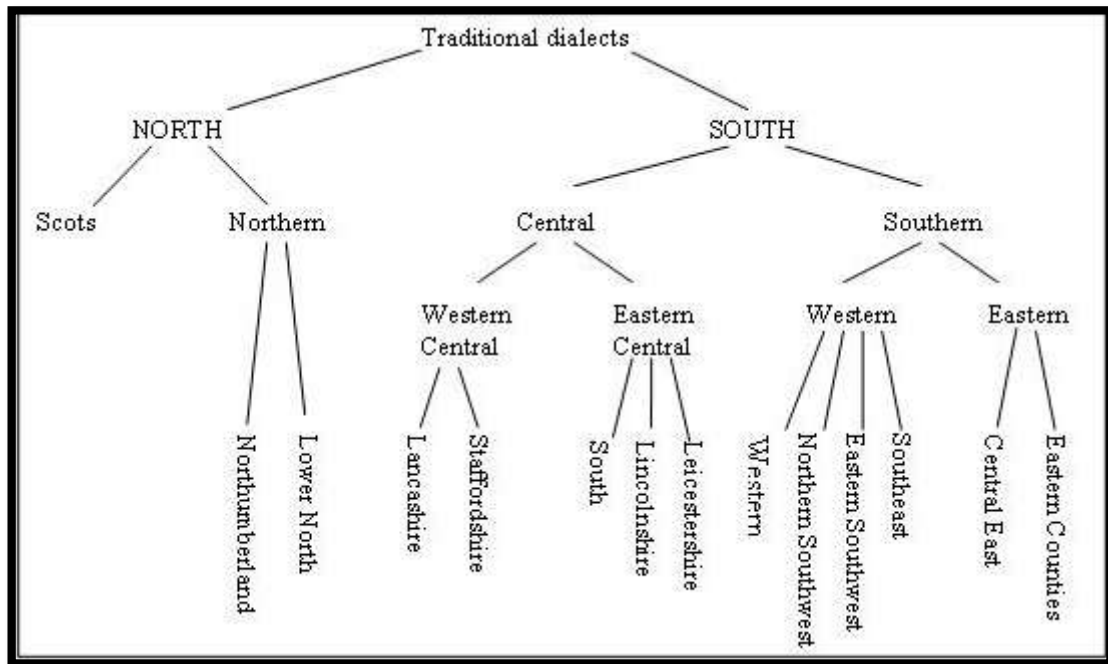 Traditional dialects
NORTH
SOUTH
Scots
Northern
Central
Southern
Western
Central
Eastern
Central
Western
Eastern
Northumberland
Lower North
Lancashire
Staffordshire
South
Lincolnshire
Leicestershire
Western
Northern Southwest
Eastern Southwest
Southeast
Central East
Eastern Counties